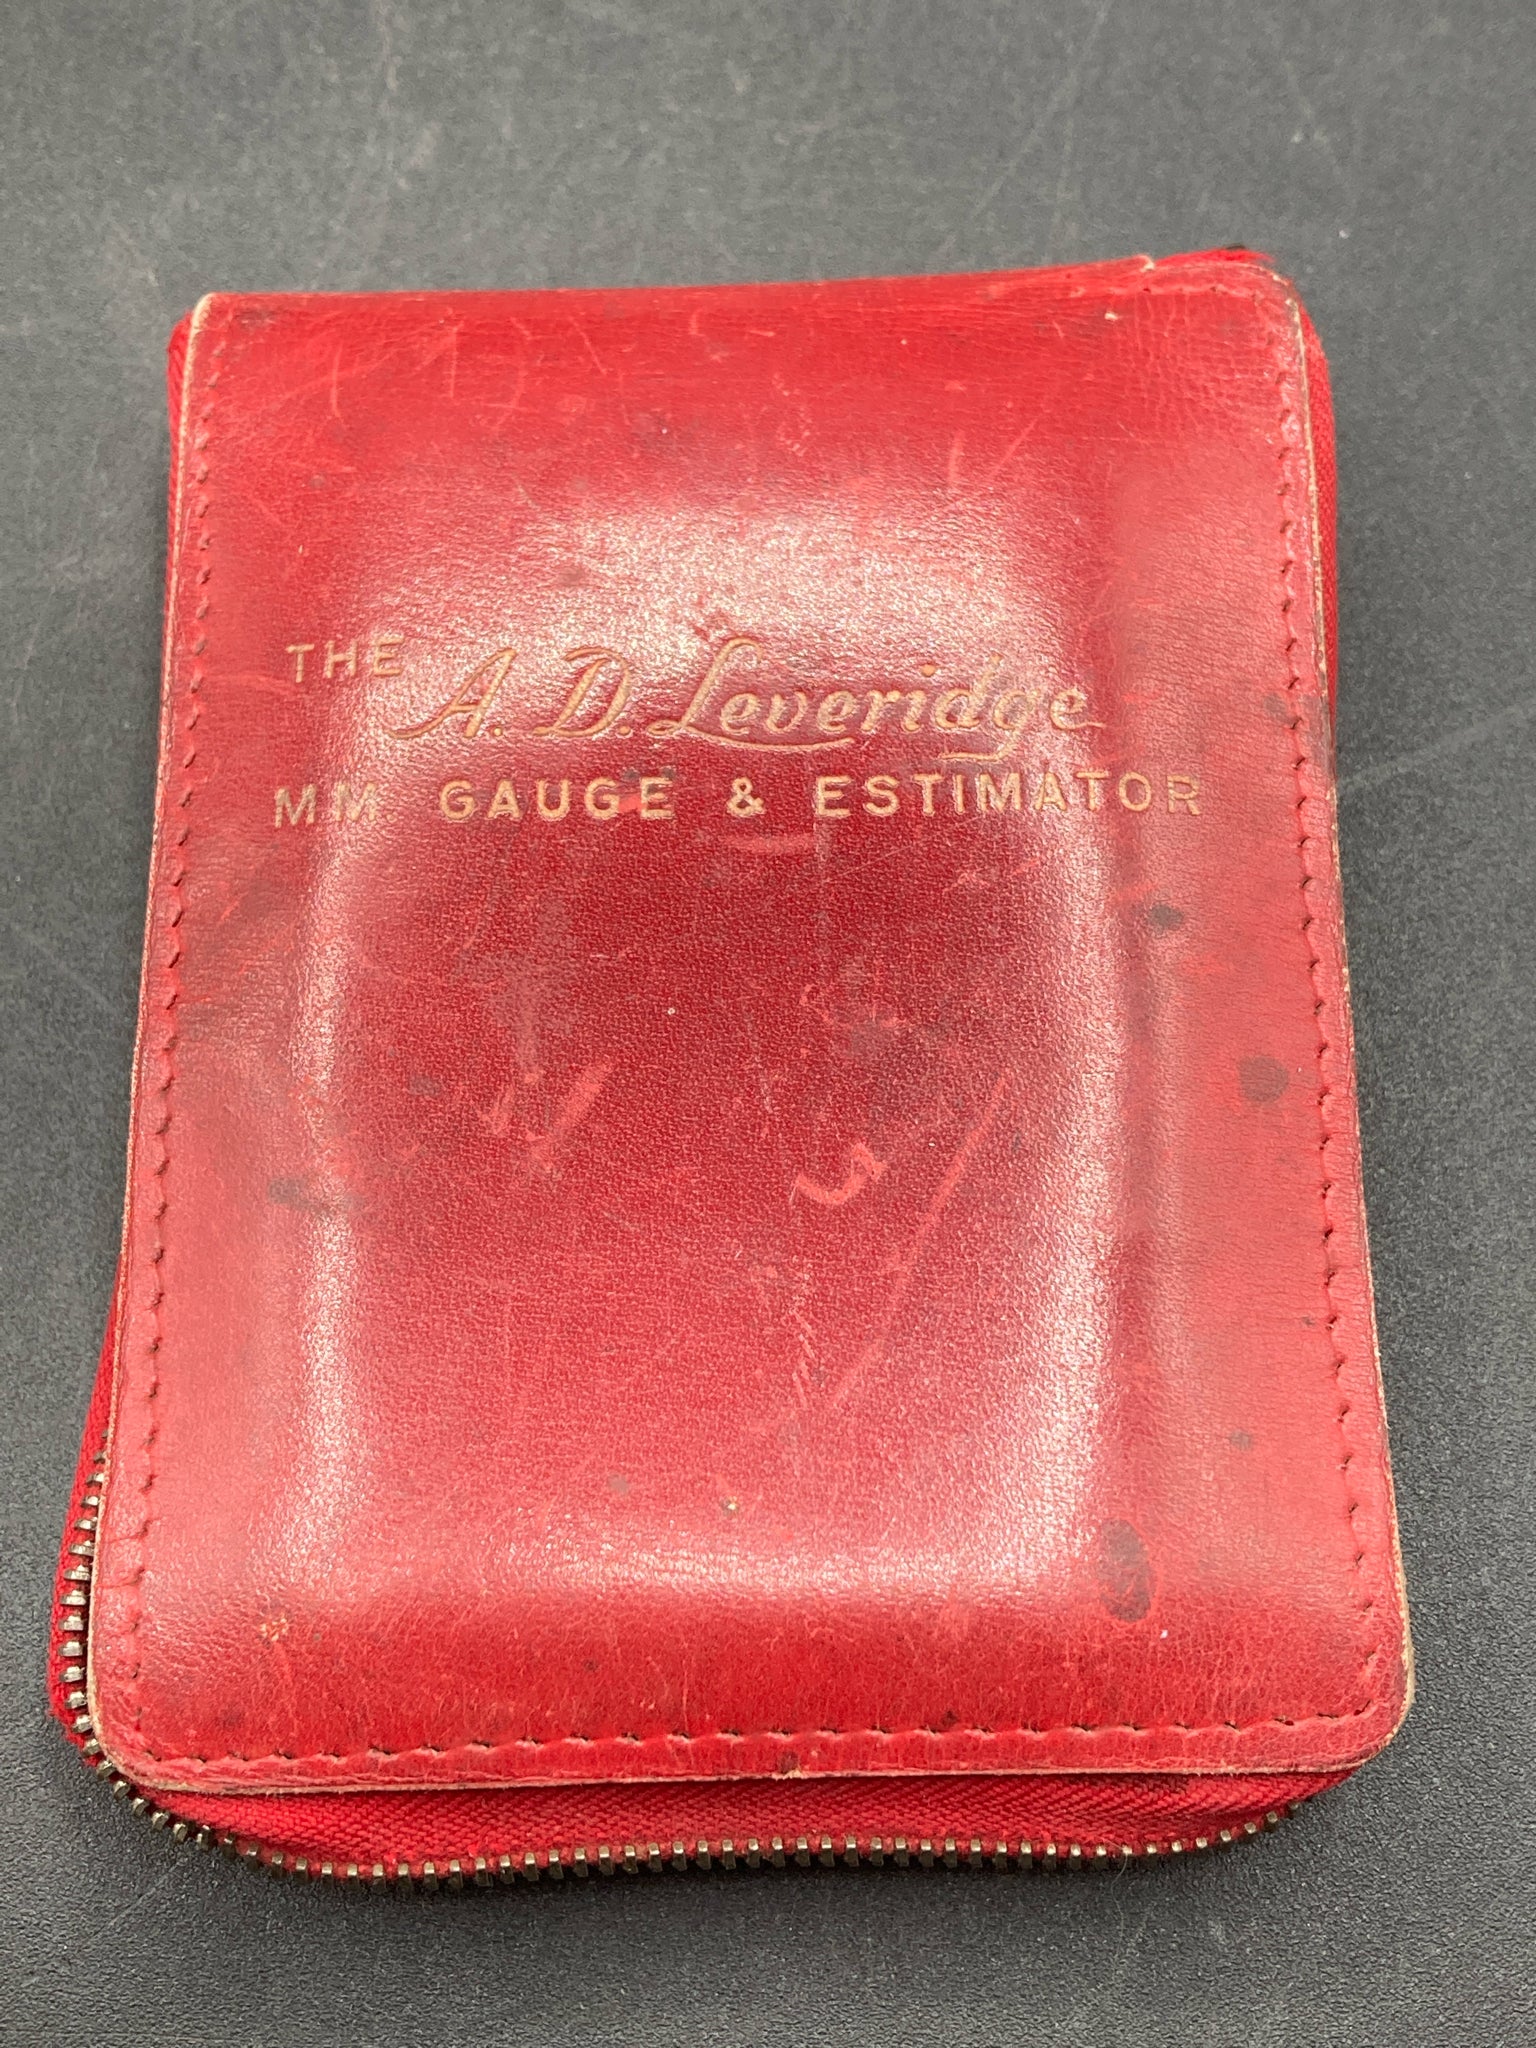 THE A. D. Leveridge
MM. GAUGE & ESTIMATOR